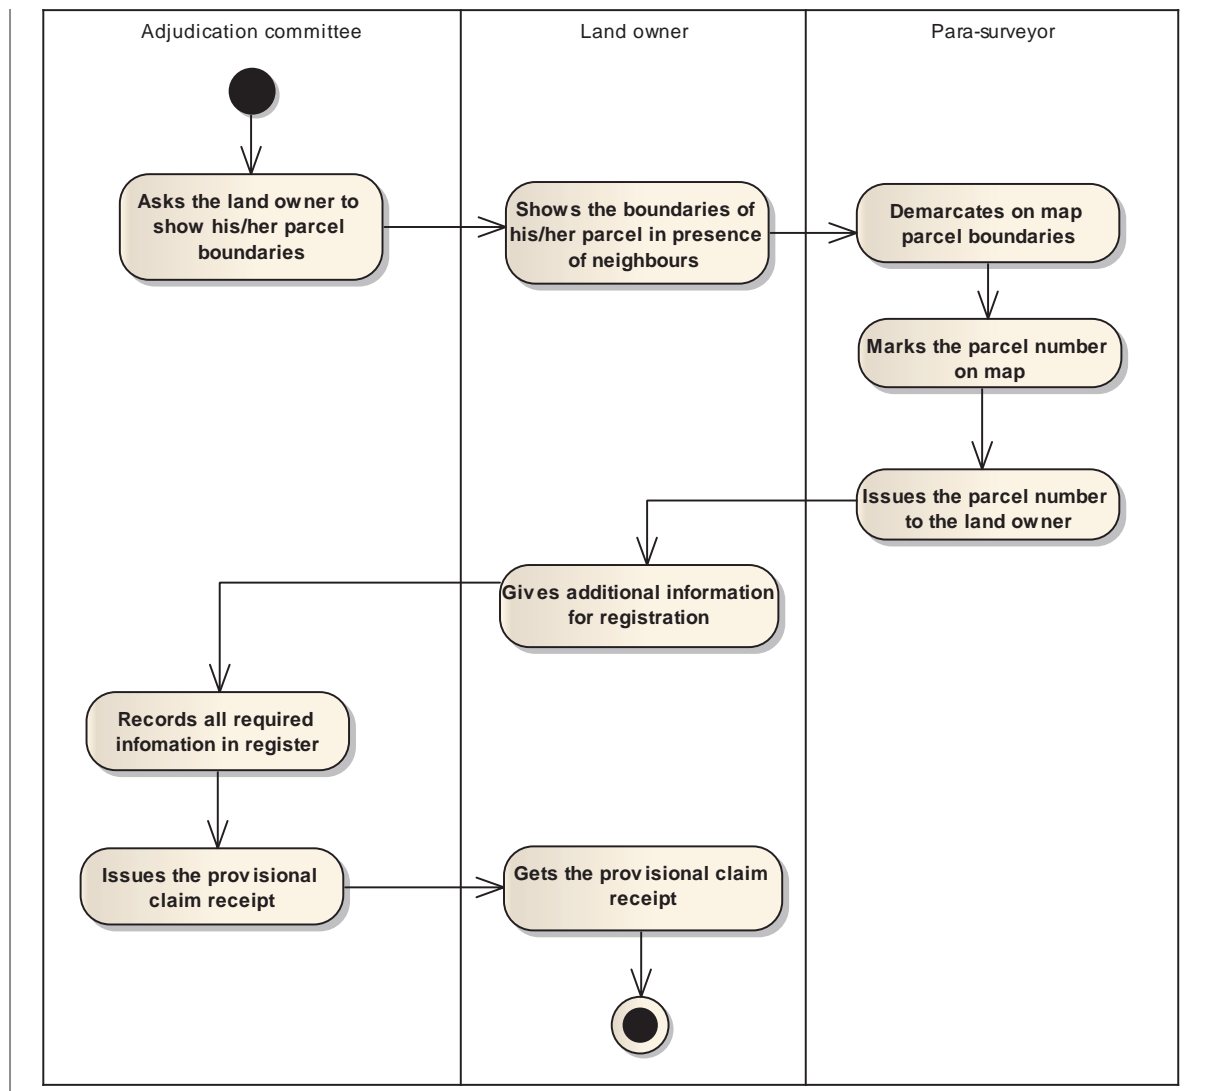 Adjudication committee
Land owner
Para-surveyor
Asks the land owner to
show his/her parcel
boundaries
Shows the boundaries of
his/her parcel in presence
of neighbours
Demarcates on map
parcel boundaries
Marks the parcel number
on map
Issues the parcel number
to the land owner
Gives additional information
for registration
Records all required
infomation in register
Issues the provisional
claim receipt
Gets the provisional claim
receipt